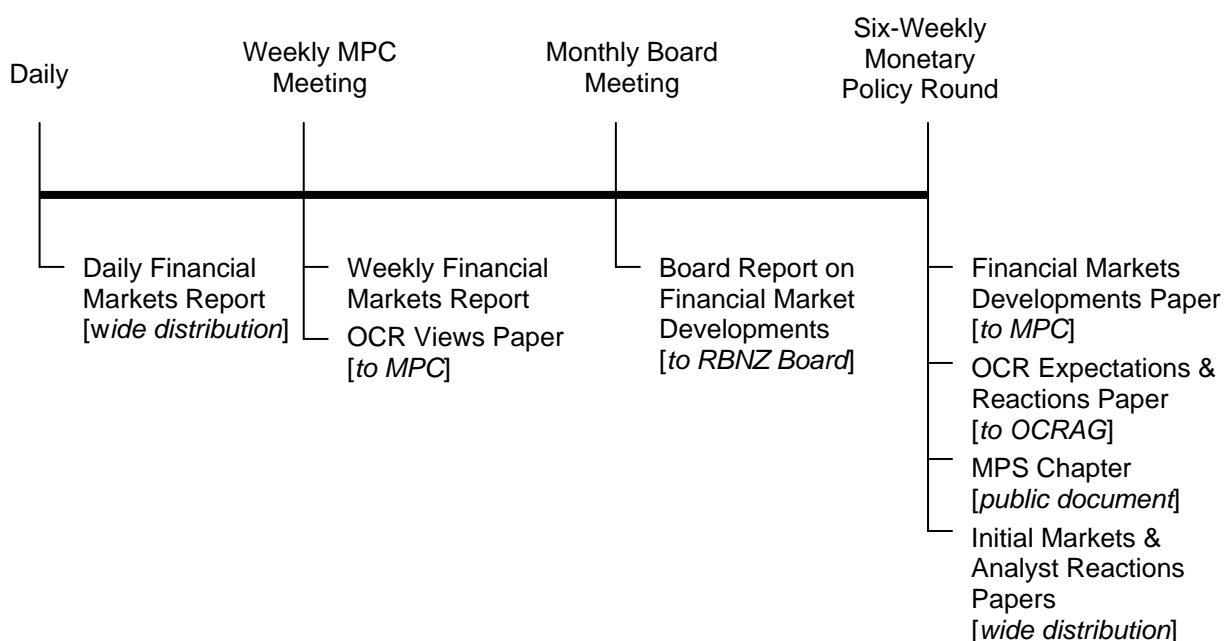 Daily
Weekly MPC
Meeting
Monthly Board
Meeting
Six-Weekly
Monetary
Policy Round
Daily Financial
Markets Report
[wide distribution]
Weekly Financial
Markets Report
OCR Views Paper
[to MPC]
Board Report on
Financial Market
Developments
[to RBNZ Board]
Financial Markets
Developments Paper
[to MPC]
OCR Expectations &
Reactions Paper
[to OCRAG]
MPS Chapter
[public document]
Initial Markets &
Analyst Reactions
Papers
[wide distribution]